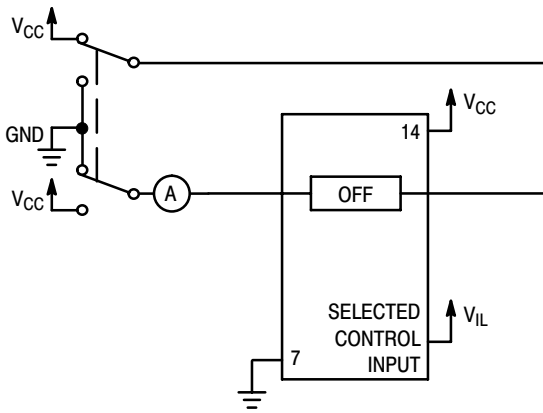 VCC
GND
VCC
A
14
VCC
OFF
SELECTED
CONTROL
INPUT
VIL
7